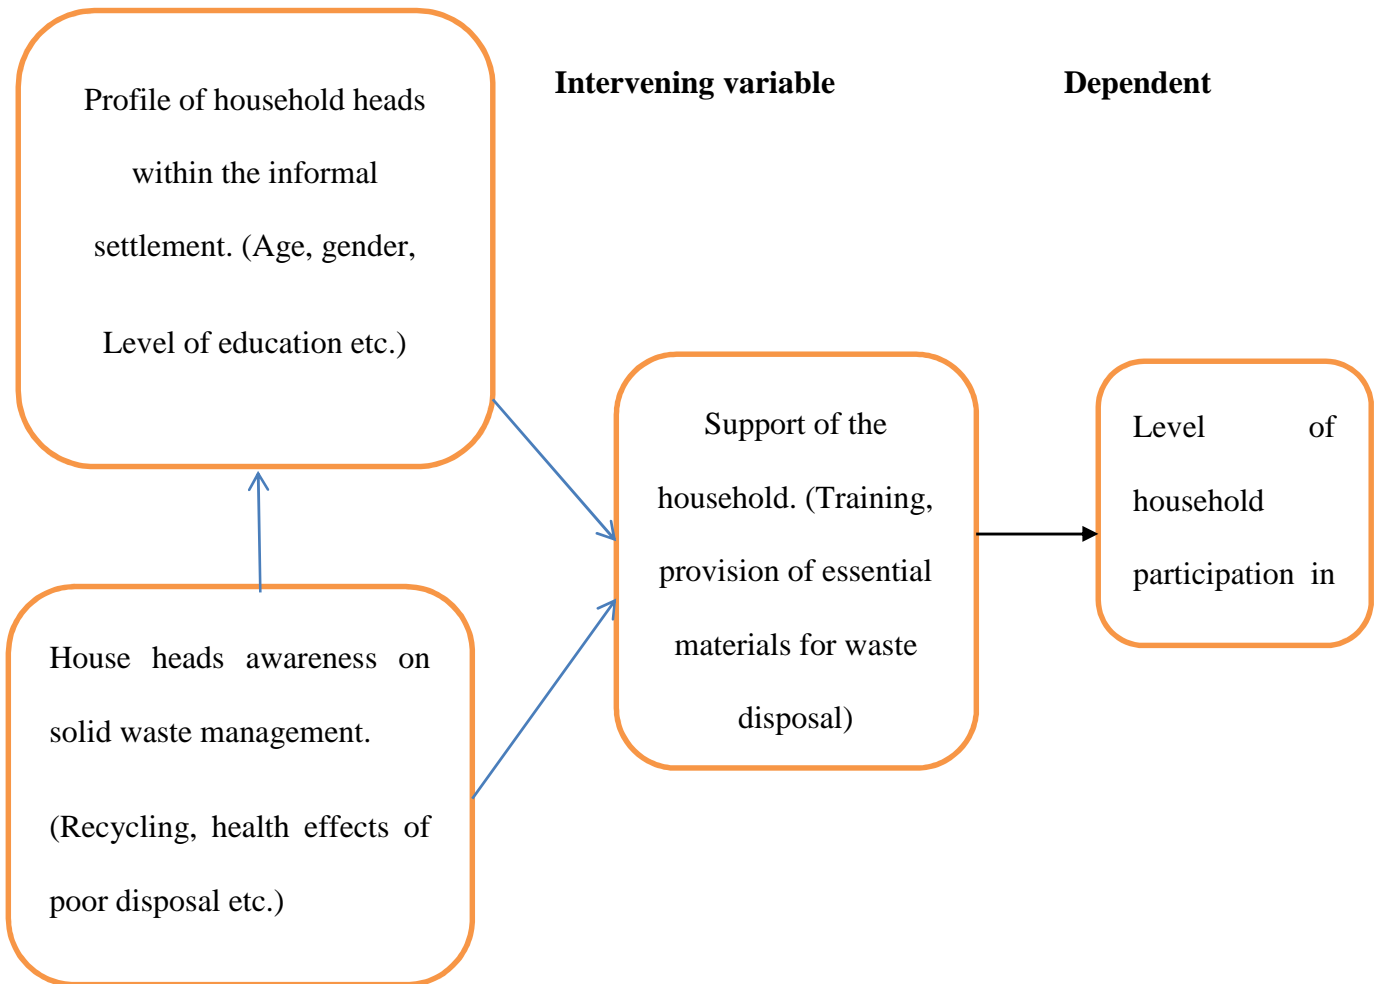 Profile of household heads
within the informal
settlement. (Age, gender,
Level of education etc.)
Intervening variable
Dependent
Support of the
household. (Training,
provision of essential
materials for waste
disposal)
Level of
household
participation in
House heads awareness on
solid waste management.
(Recycling, health effects of
poor disposal etc.)